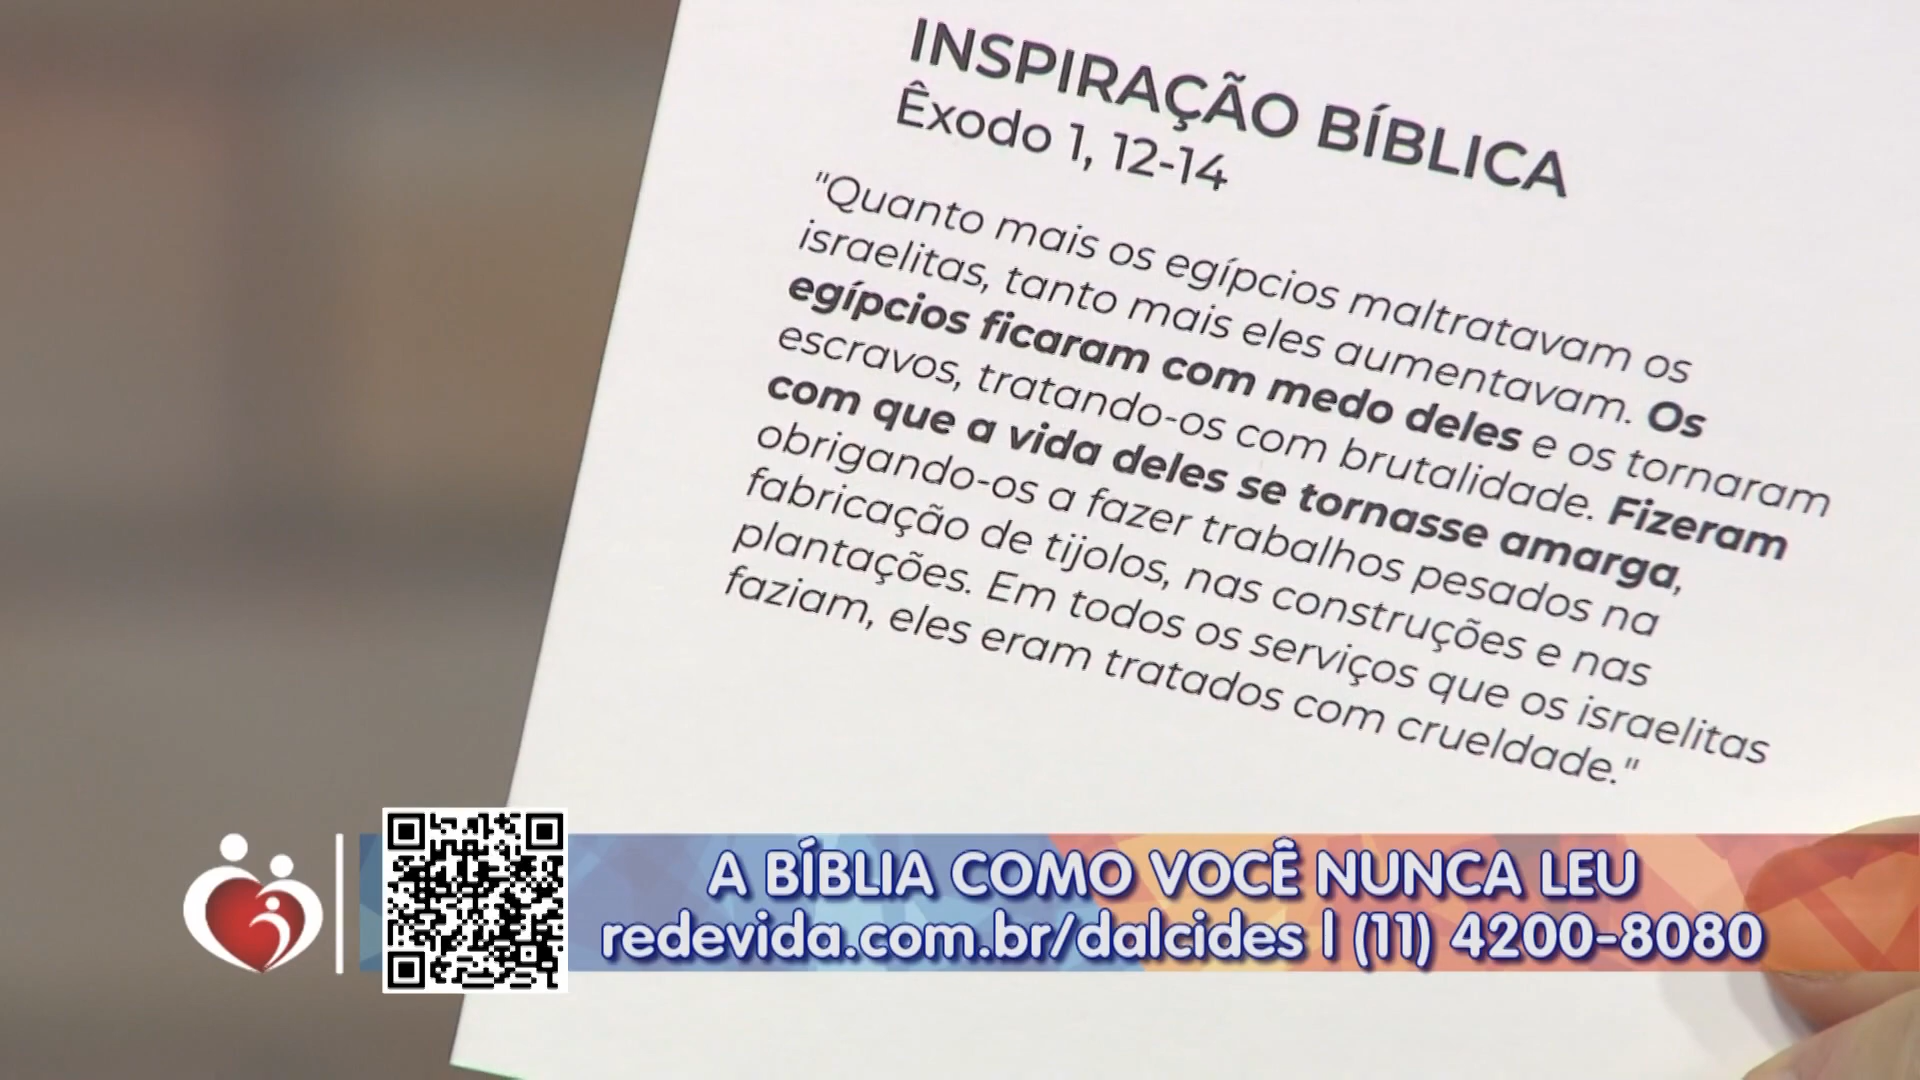 INSPIRAÇÃO BÍBLICA
Êxodo 1, 12-14
"Quanto mais os egípcios maltratavam os
israelitas, tanto mais eles aumentavam. Os
egípcios ficaram com medo deles e os tornaram
escravos, tratando-os com brutalidade. Fizeram
com que a vida deles se tornasse amarga,
obrigando-os a fazer trabalhos pesados na
fabricação de tijolos, nas construções e nas
plantações. Em todos os serviços que os israelitas
faziam, eles eram tratados com crueldade."
A BÍBLIA COMO VOCÊ NUNCA LEU
redevida.com.br/dalcides | (11) 4200-8080